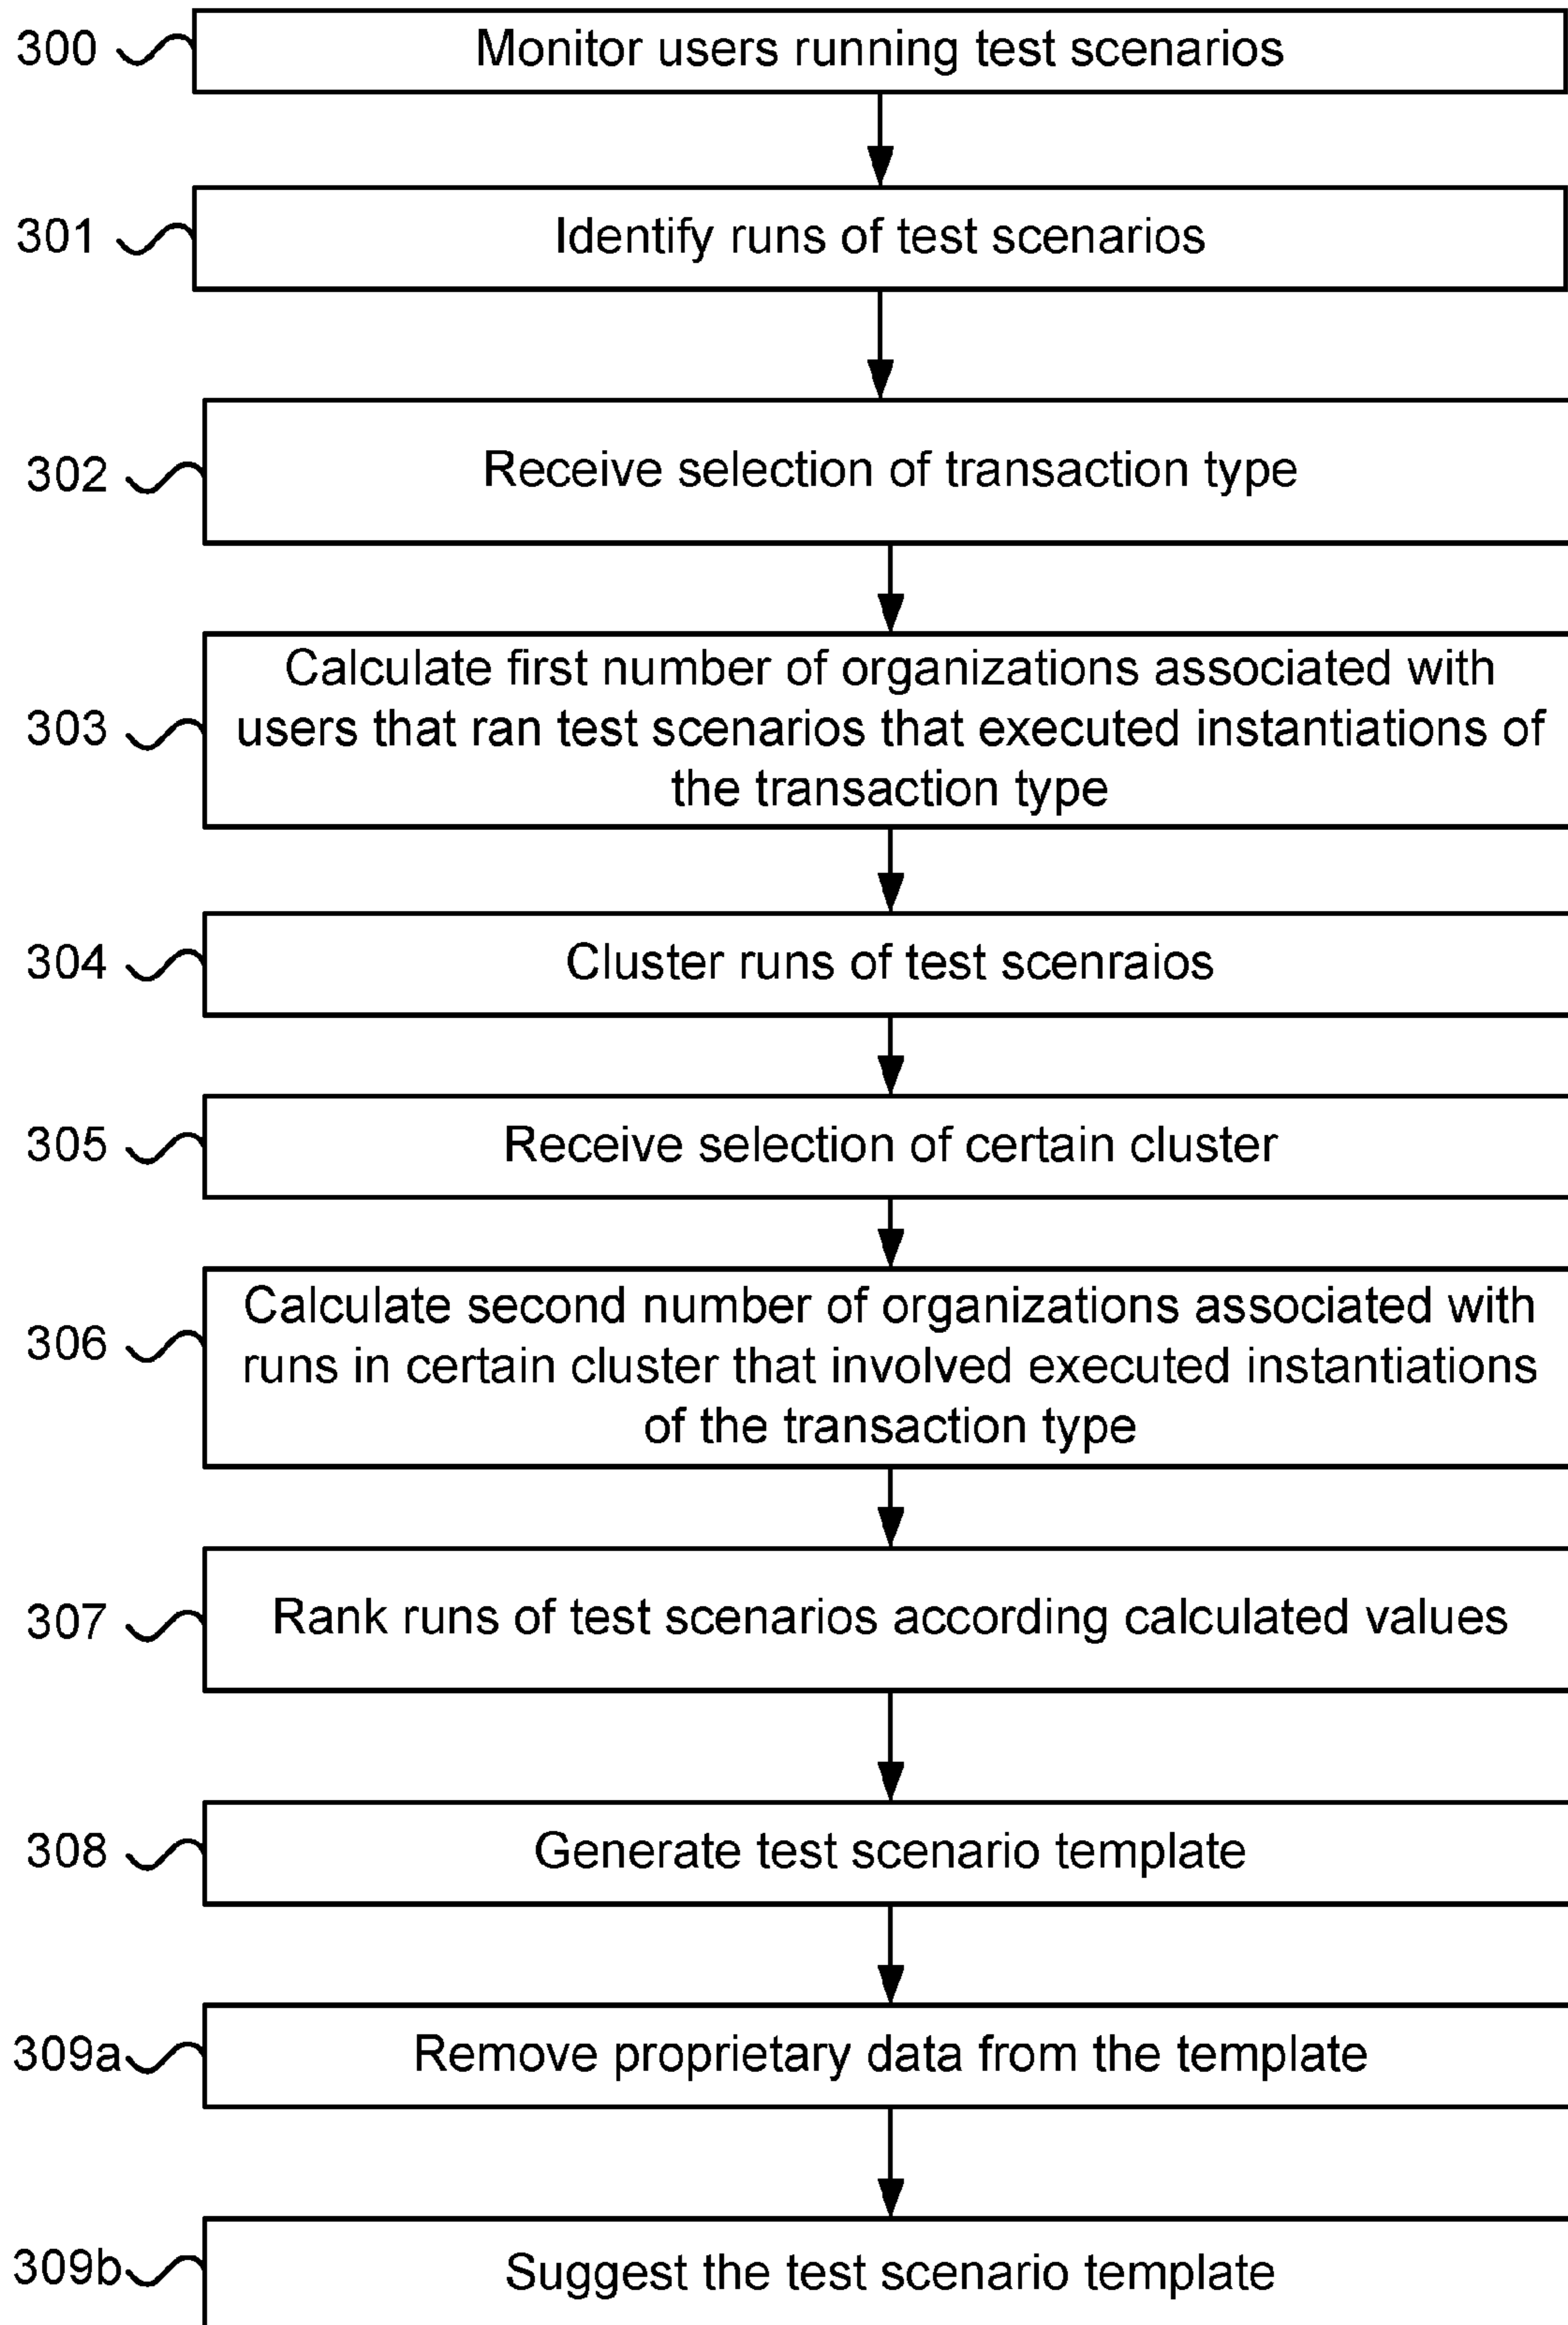 300
Monitor users running test scenarios
301
Identify runs of test scenarios
302
Receive selection of transaction type
303
Calculate first number of organizations associated with
users that ran test scenarios that executed instantiations of
the transaction type
304
Cluster runs of test scenraios
305
Receive selection of certain cluster
306
Calculate second number of organizations associated with
runs in certain cluster that involved executed instantiations
of the transaction type
307
Rank runs of test scenarios according calculated values
308
Generate test scenario template
309a
Remove proprietary data from the template
309b
Suggest the test scenario template